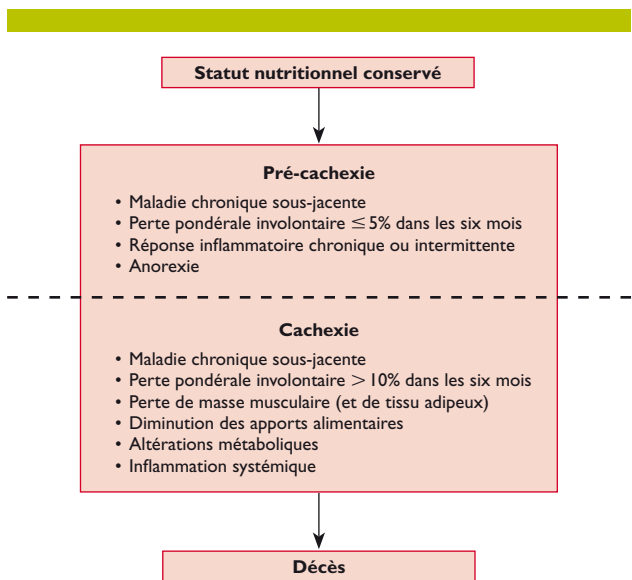 Statut nutritionnel conservé
Pré-cachexie
• Maladie chronique sous-jacente
• Perte pondérale involontaire ≤ 5% dans les six mois
• Réponse inflammatoire chronique ou intermittente
• Anorexie
Cachexie
• Maladie chronique sous-jacente
• Perte pondérale involontaire > 10% dans les six mois
• Perte de masse musculaire (et de tissu adipeux)
• Diminution des apports alimentaires
• Altérations métaboliques
• Inflammation systémique
Décès